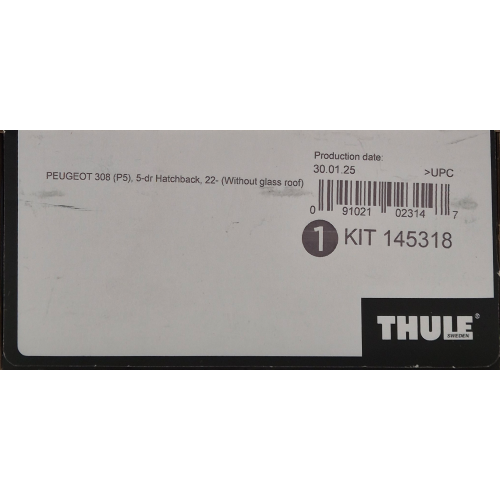 Production date:
30.01.25 >UPC
PEUGEOT 308 (P5), 5-dr Hatchback, 22- (Without glass roof)
0 91021 02314 7
1 KIT 145318
THULE
SWEDEN